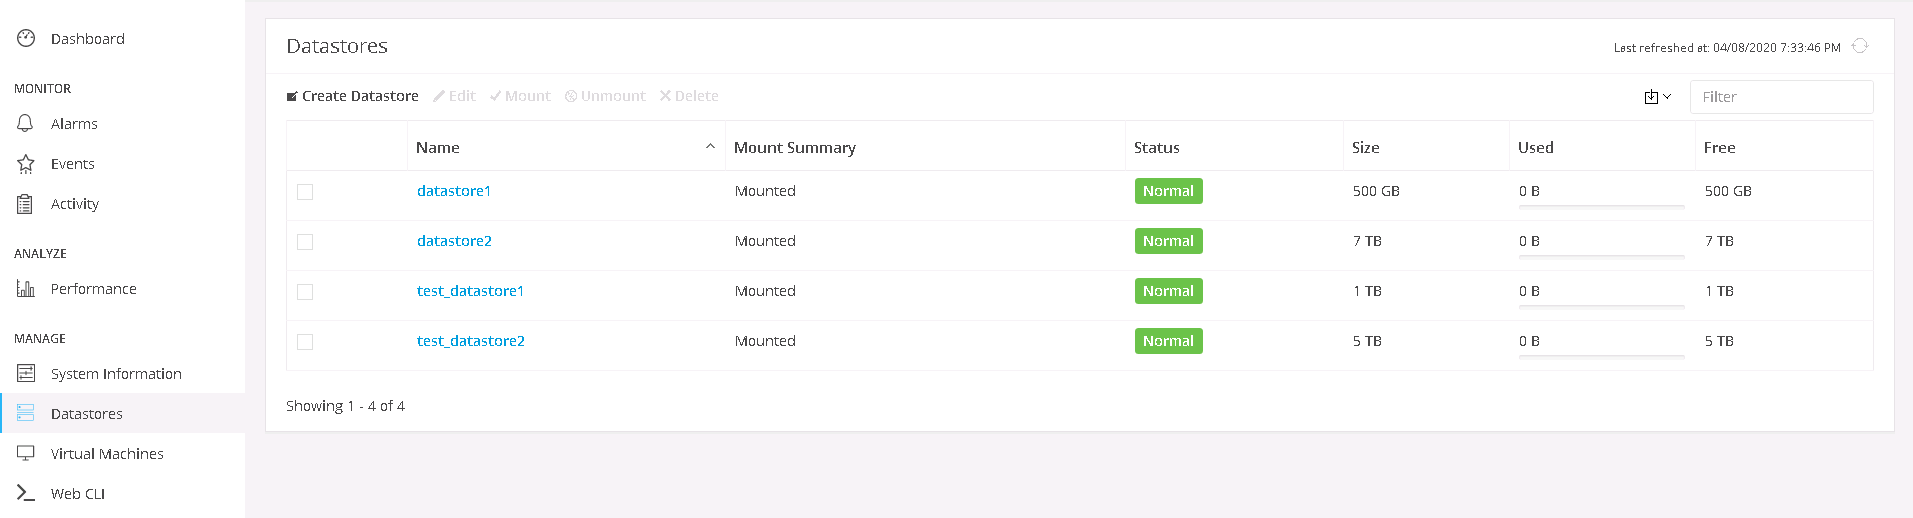 Dashboard
MONITOR
Alarms
Events
Activity
ANALYZE
Performance
MANAGE
System Information
Datastores
Virtual Machines
Web CLI
Datastores
Last refreshed at: 04/08/2020 7:33:46 PM
Create Datastore Edit Mount Unmount Delete
Filter
Name Mount Summary Status Size Used Free
datastore1 Mounted Normal 500 GB 0 B 500 GB
datastore2 Mounted Normal 7 TB 0 B 7 TB
test_datastore1 Mounted Normal 1 TB 0 B 1 TB
test_datastore2 Mounted Normal 5 TB 0 B 5 TB
Showing 1 - 4 of 4